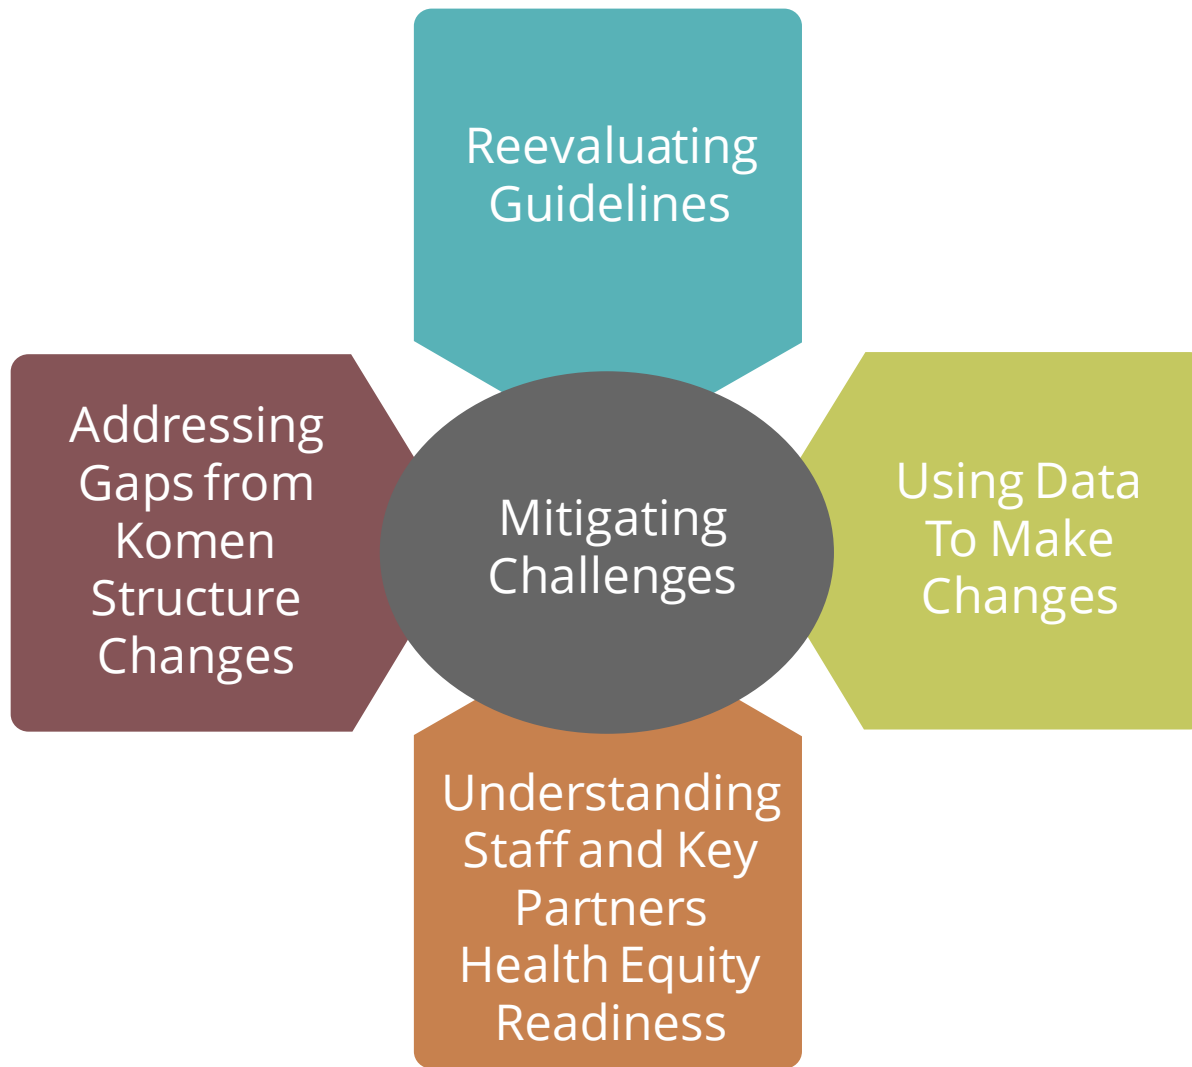 Reevaluating
Guidelines
Addressing
Gaps from
Komen
Structure
Changes
Mitigating
Challenges
Using Data
To Make
Changes
Understanding
Staff and Key
Partners
Health Equity
Readiness